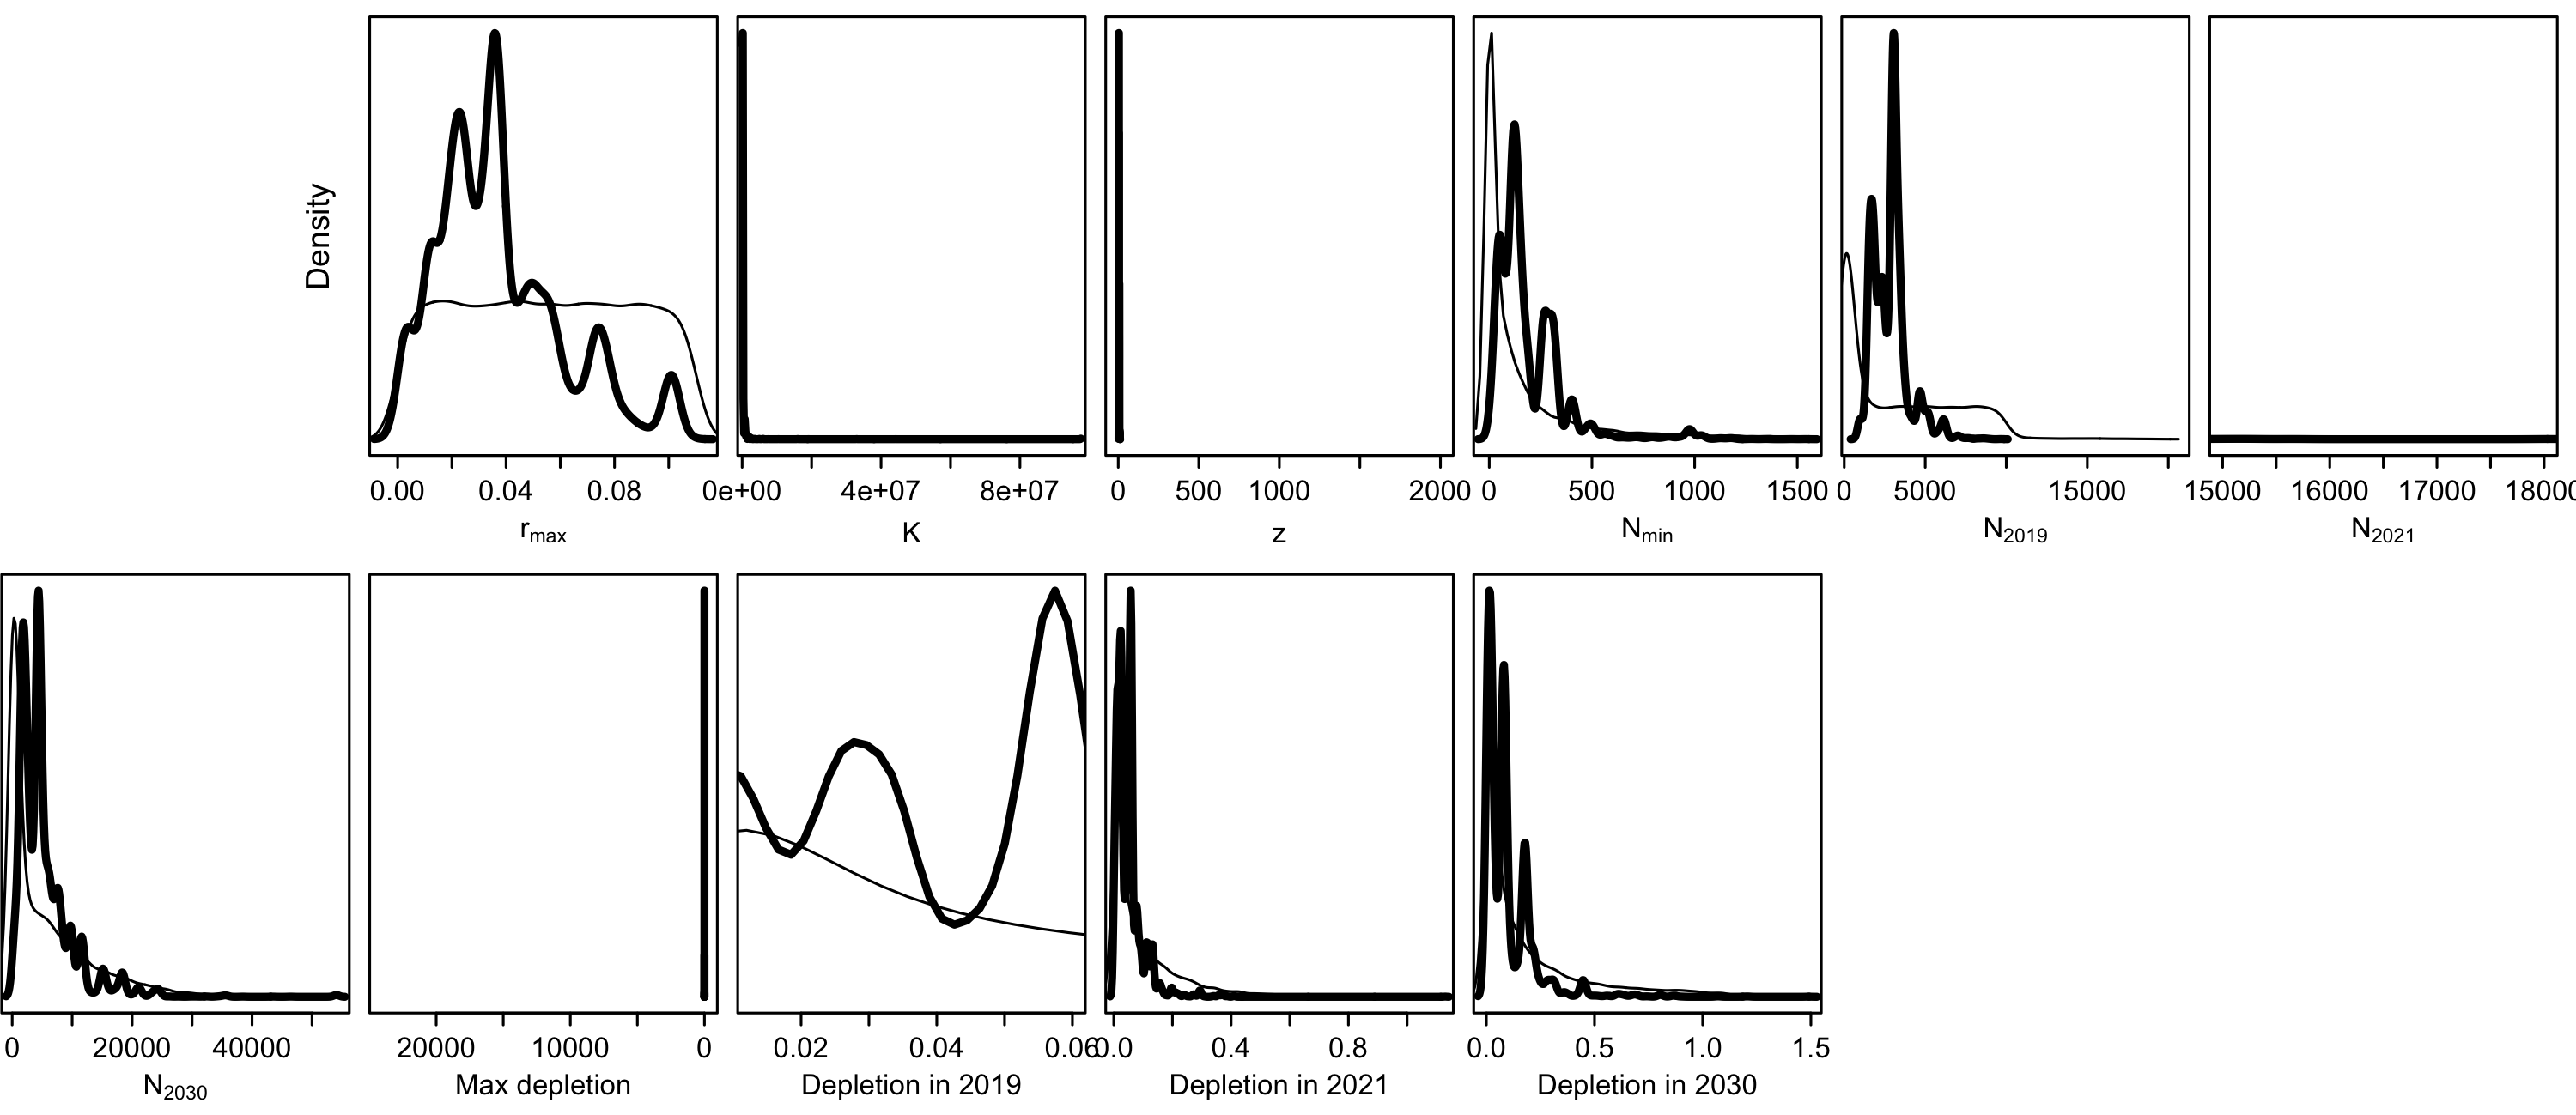 Density
0.00 0.04 0.08
r_max
0e+00 4e+07 8e+07
K
0 500 1000 2000
z
0 500 1000 1500
N_min
0 5000 15000
N_2019
15000 16000 17000 18000
N_2021
0 20000 40000
N_2030
20000 10000 0
Max depletion
0.02 0.04 0.06
Depletion in 2019
0.0 0.4 0.8
Depletion in 2021
0.0 0.5 1.0 1.5
Depletion in 2030